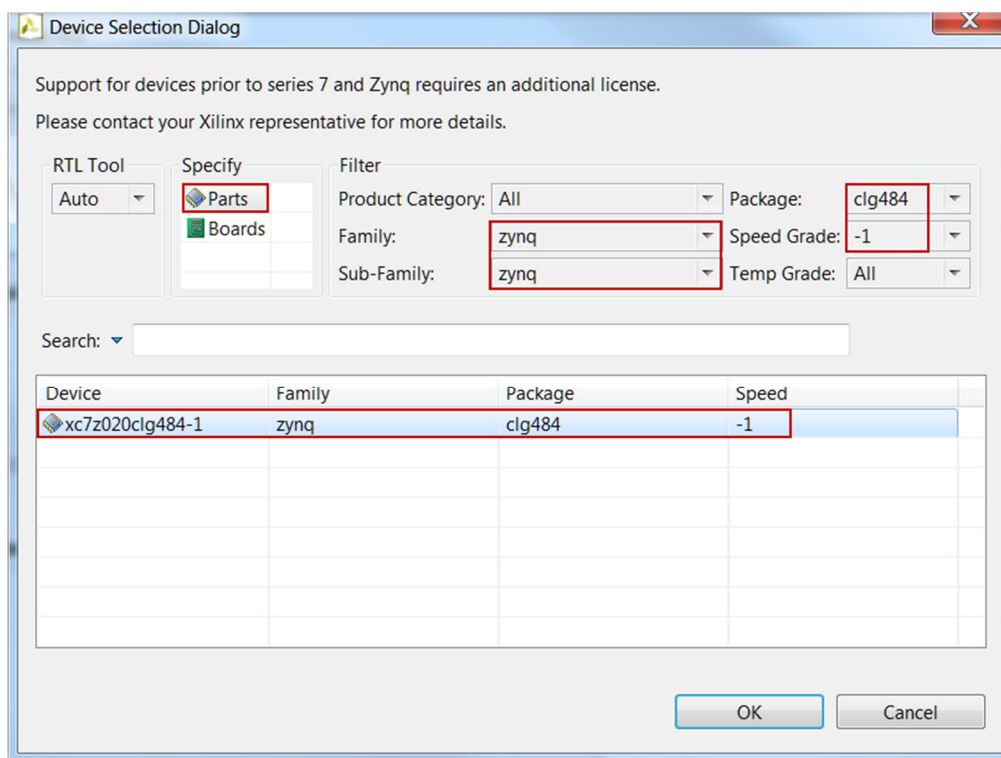 Device Selection Dialog
Support for devices prior to series 7 and Zynq requires an additional license.
Please contact your Xilinx representative for more details.
RTL Tool Specify Filter
Auto Parts Product Category: All Package: clg484
Boards Family: zynq Speed Grade: -1
Sub-Family: zynq Temp Grade: All
Search:
Device Family Package Speed
xc7z020clg484-1 zynq clg484 -1
OK Cancel